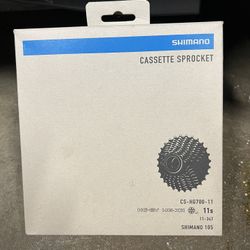 SHIMANO
CASSETTE SPROCKET
CS-HG700-11
11s
11-34T
SHIMANO 105